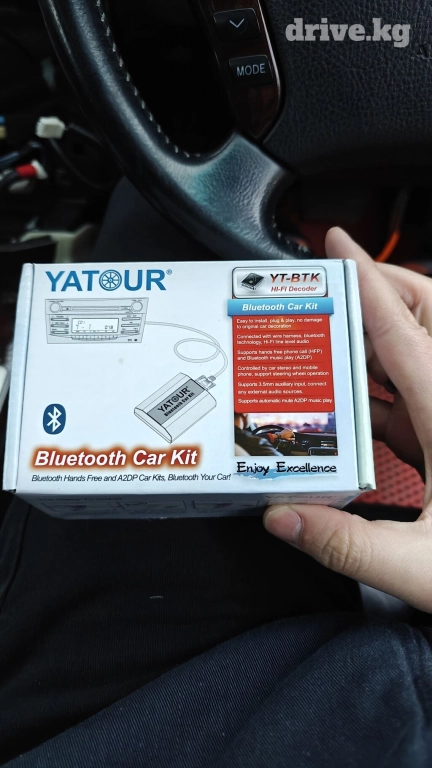 drive.kg
MODE
YATOUR®
YT-BTK
HI-FI Decoder
Bluetooth Car Kit
Easy to install, plug & play, no damage
to original car decoration
Connected with wire harness, bluetooth
technology, Hi-Fi line level audio.
Supports hands free phone call (HFP)
and Bluetooth music play (A2DP)
Controlled by car stereo and mobile
phone, support steering wheel operation
Supports 3.5mm auxiliary input, connect
any external audio sources.
Supports automatic mute A2DP music play
YATOUR®
Bluetooth Car Kit
Bluetooth Car Kit
Enjoy Excellence
Bluetooth Hands Free and A2DP Car Kits, Bluetooth Your Car!